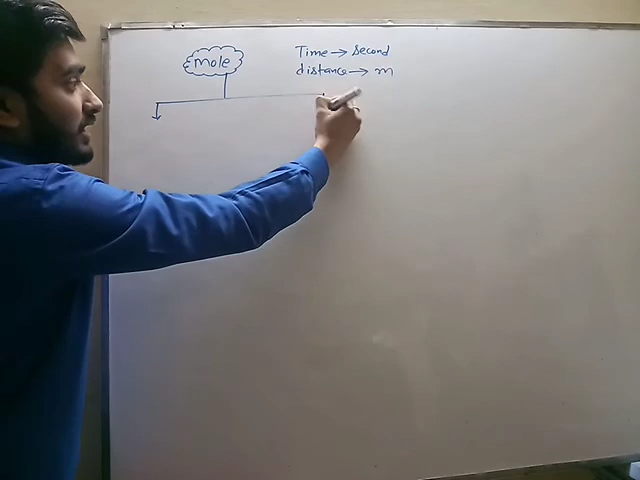 mole
Time → second
distance → m